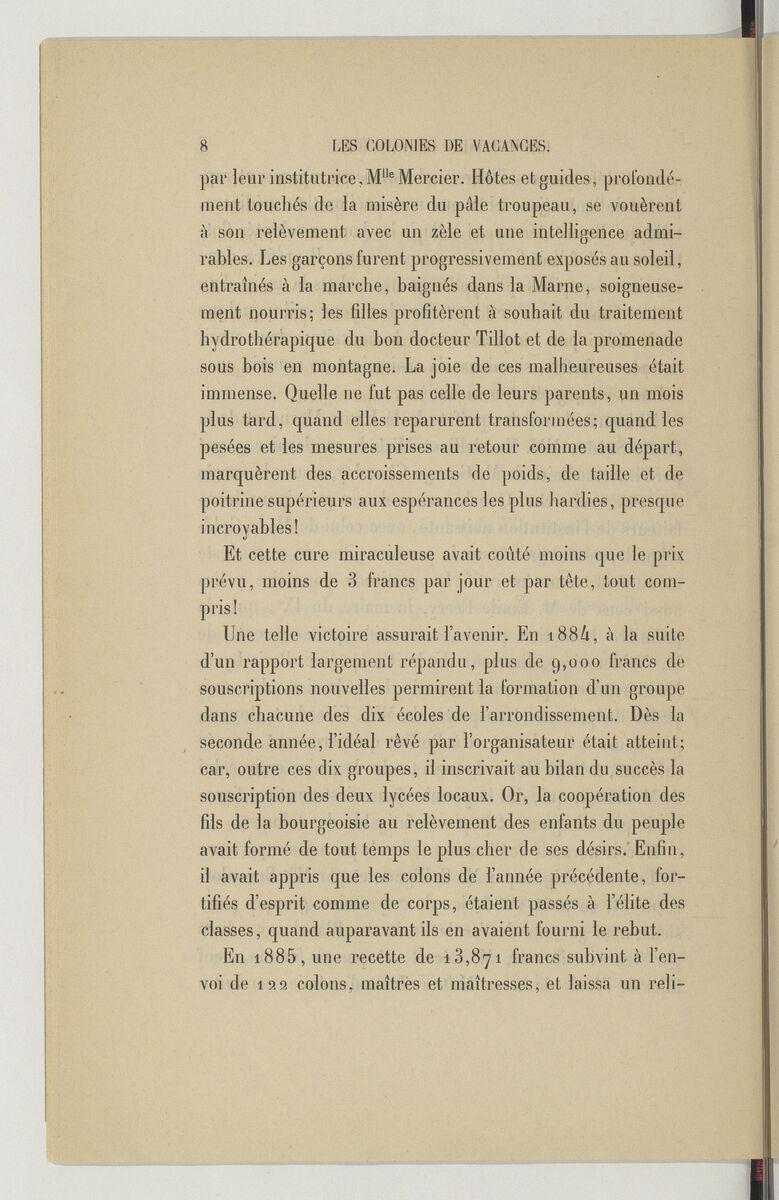 8 LES COLONIES DE VACANCES.
par leur institutrice, Mlle Mercier. Hôtes et guides, profondé-
ment touchés de la misère du pâle troupeau, se vouèrent
à son relèvement avec un zèle et une intelligence admi-
rables. Les garçons furent progressivement exposés au soleil,
entraînés à la marche, baignés dans la Marne, soigneuse-
ment nourris; les filles profitèrent à souhait du traitement
hydrothérapique du bon docteur Tillot et de la promenade
sous bois en montagne. La joie de ces malheureuses était
immense. Quelle ne fut pas celle de leurs parents, un mois
plus tard, quand elles reparurent transformées; quand les
pesées et les mesures prises au retour comme au départ,
marquèrent des accroissements de poids, de taille et de
poitrine supérieurs aux espérances les plus hardies, presque
incroyables!
Et cette cure miraculeuse avait coûté moins que le prix
prévu, moins de 3 francs par jour et par tête, tout com-
pris!
Une telle victoire assurait l'avenir. En 1884, à la suite
d'un rapport largement répandu, plus de 9,000 francs de
souscriptions nouvelles permirent la formation d'un groupe
dans chacune des dix écoles de l'arrondissement. Dès la
seconde année, l'idéal rêvé par l'organisateur était atteint;
car, outre ces dix groupes, il inscrivait au bilan du succès la
souscription des deux lycées locaux. Or, la coopération des
fils de la bourgeoisie au relèvement des enfants du peuple
avait formé de tout temps le plus cher de ses désirs. Enfin,
il avait appris que les colons de l'année précédente, for-
tifiés d'esprit comme de corps, étaient passés à l'élite des
classes, quand auparavant ils en avaient fourni le rebut.
En 1885, une recette de 13,871 francs subvint à l'en-
voi de 122 colons, maîtres et maîtresses, et laissa un reli-